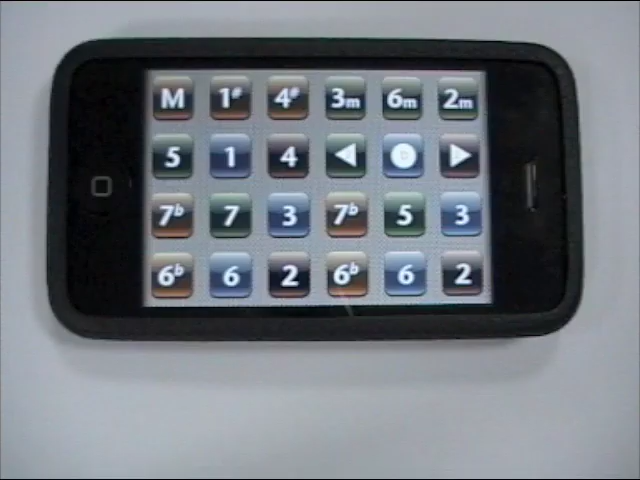 M 1# 4# 3m 6m 2m
5 1 4 ◀ ▶
7b 7 3 7b 5 3
6b 6 2 6b 6 2